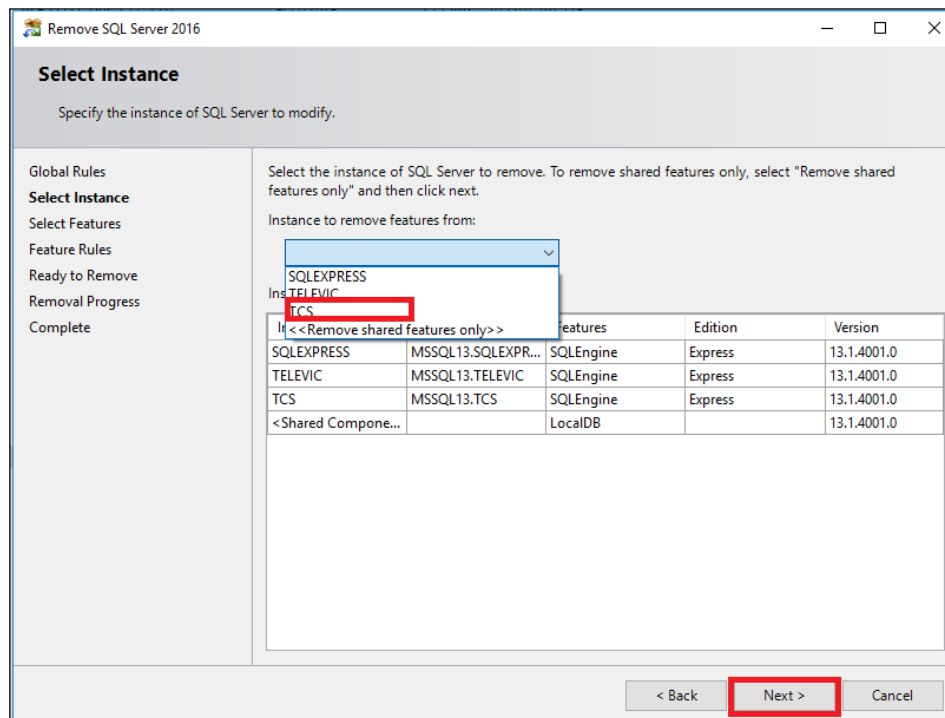 Remove SQL Server 2016
Select Instance
Specify the instance of SQL Server to modify.
Global Rules
Select Instance
Select Features
Feature Rules
Ready to Remove
Removal Progress
Complete
Select the instance of SQL Server to remove. To remove shared features only, select "Remove shared
features only" and then click next.
Instance to remove features from:
SQLEXPRESS
TELEVIC
TCS
<<Remove shared features only>>
Features Edition Version
SQLEXPRESS MSSQL13.SQLEXPR... SQLEngine Express 13.1.4001.0
TELEVIC MSSQL13.TELEVIC SQLEngine Express 13.1.4001.0
TCS MSSQL13.TCS SQLEngine Express 13.1.4001.0
<Shared Compone... LocalDB 13.1.4001.0
< Back Next > Cancel